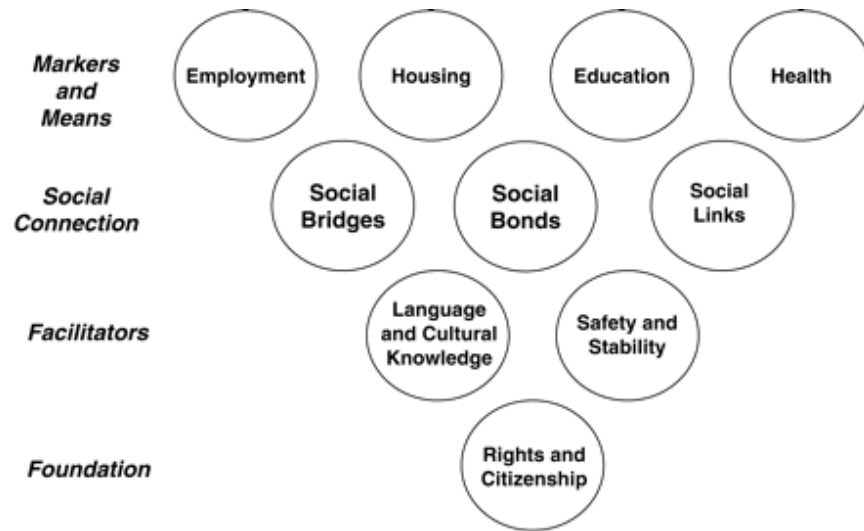 Markers
and
Means
Employment
Housing
Education
Health
Social
Connection
Social
Bridges
Social
Bonds
Social
Links
Facilitators
Language
and Cultural
Knowledge
Safety and
Stability
Foundation
Rights and
Citizenship